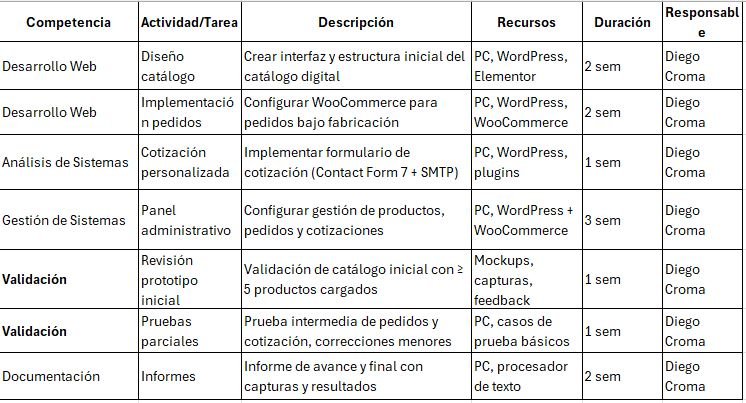 Competencia Actividad/Tarea Descripción Recursos Duración Responsabl
e
Desarrollo Web Diseño
catálogo Crear interfaz y estructura inicial del
catálogo digital PC, WordPress,
Elementor 2 sem Diego
Croma
Desarrollo Web Implementació
n pedidos Configurar WooCommerce para
pedidos bajo fabricación PC, WordPress,
WooCommerce 2 sem Diego
Croma
Análisis de Sistemas Cotización
personalizada Implementar formulario de
cotización (Contact Form 7 + SMTP) PC, WordPress,
plugins 1 sem Diego
Croma
Gestión de Sistemas Panel
administrativo Configurar gestión de productos,
pedidos y cotizaciones PC, WordPress +
WooCommerce 3 sem Diego
Croma
Validación Revisión
prototipo
inicial Validación de catálogo inicial con ≥
5 productos cargados Mockups,
capturas,
feedback 1 sem Diego
Croma
Validación Pruebas
parciales Prueba intermedia de pedidos y
cotización, correcciones menores PC, casos de
prueba básicos 1 sem Diego
Croma
Documentación Informes Informe de avance y final con
capturas y resultados PC, procesador
de texto 2 sem Diego
Croma